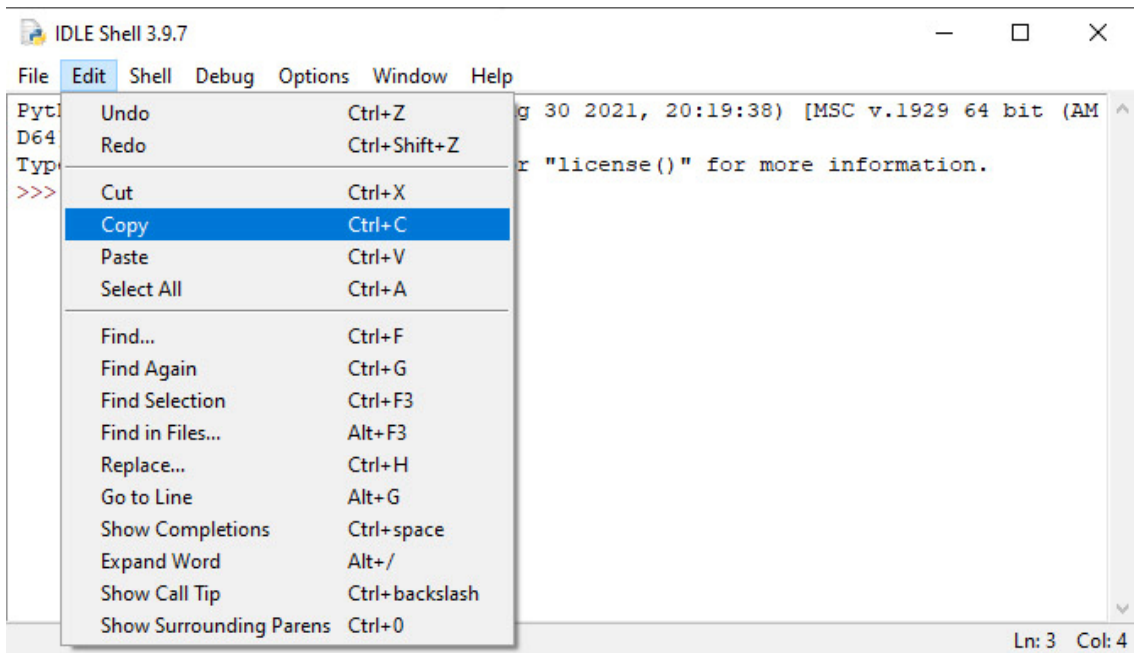 IDLE Shell 3.9.7
File Edit Shell Debug Options Window Help
g 30 2021, 20:19:38) [MSC v.1929 64 bit (AM
D64
r "license()" for more information.
>>>
Undo Ctrl+Z
Redo Ctrl+Shift+Z
Cut Ctrl+X
Copy Ctrl+C
Paste Ctrl+V
Select All Ctrl+A
Find... Ctrl+F
Find Again Ctrl+G
Find Selection Ctrl+F3
Find in Files... Alt+F3
Replace... Ctrl+H
Go to Line Alt+G
Show Completions Ctrl+space
Expand Word Alt+/
Show Call Tip Ctrl+backslash
Show Surrounding Parens Ctrl+0
Ln: 3 Col: 4